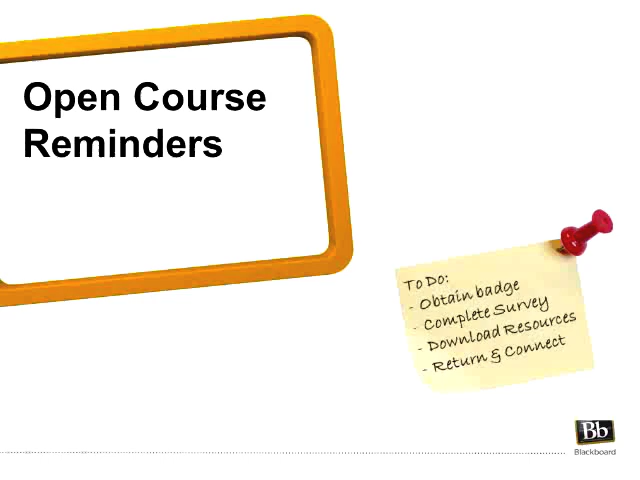 Open Course
Reminders
To Do:
- Obtain badge
- Complete Survey
- Download Resources
- Return & Connect
Bb
Blackboard